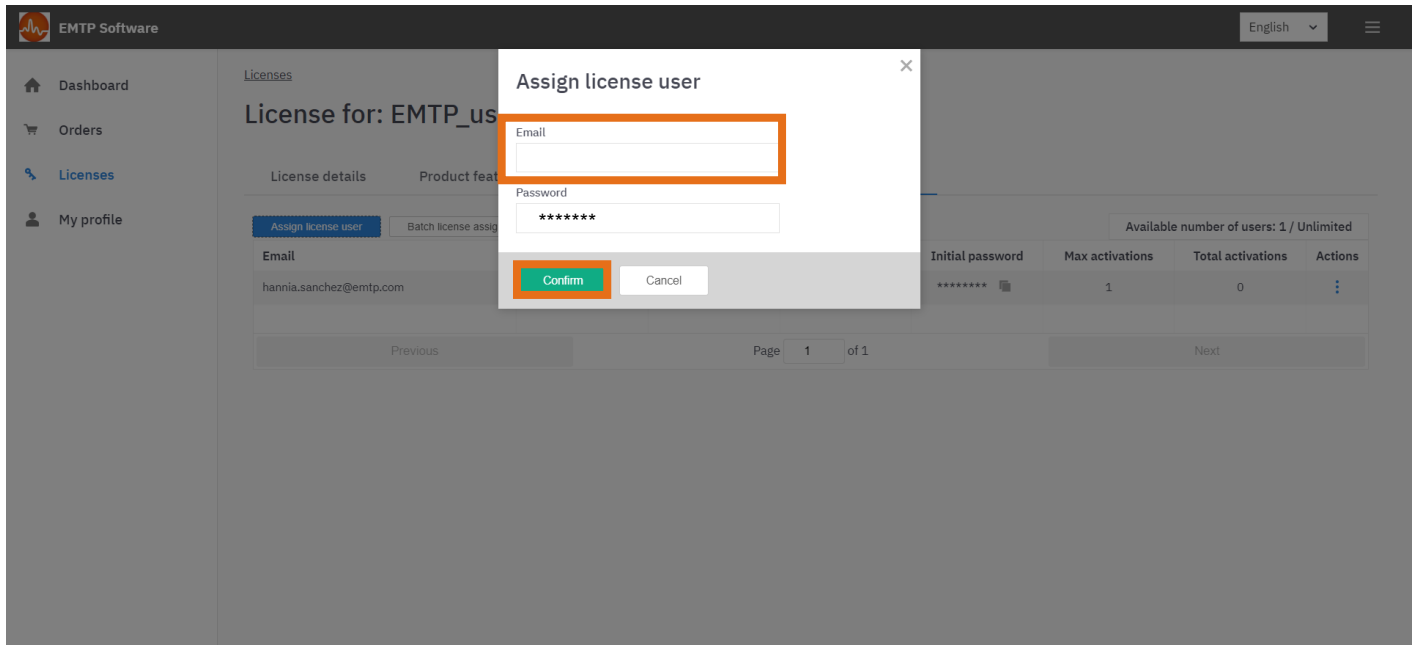 EMTP Software
English
Dashboard
Orders
Licenses
My profile
Licenses
License for: EMTP_us
License details
Product feat
Assign license user
Batch license assig
Available number of users: 1 / Unlimited
Email
Initial password
Max activations
Total activations
Actions
hannia.sanchez@emtp.com
********
1
0
Previous
Page 1 of 1
Next
Assign license user
Email
Password
*******
Confirm
Cancel